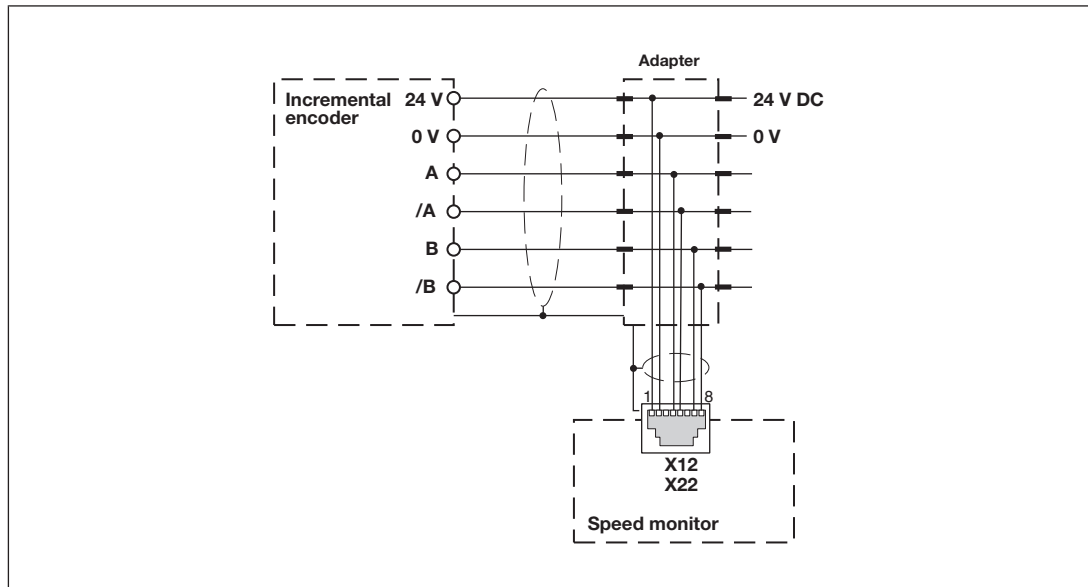 Adapter
Incremental
encoder
24 V
0 V
A
/A
B
/B
24 V DC
0 V
1
8
X12
X22
Speed monitor